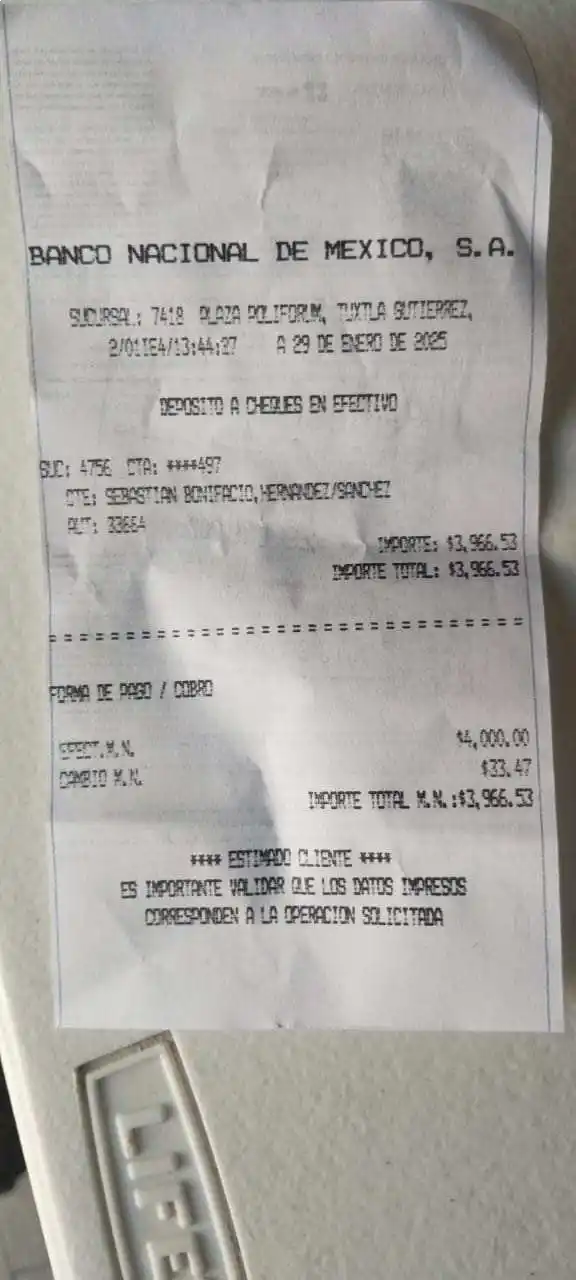 BANCO NACIONAL DE MEXICO, S.A.
SUCURSAL: 7418 PLAZA POLIFORUM, TUXTLA GUTIERREZ,
2/01IE4/13:44:27 A 29 DE ENERO DE 2025
DEPOSITO A CHEQUES EN EFECTIVO
SUC: 4756 CTA: ****497
CTE: SEBASTIAN BONIFACIO,HERNANDEZ/SANCHEZ
AUT: 33664
IMPORTE: $3,966.53
IMPORTE TOTAL: $3,966.53
================================
FORMA DE PAGO / COBRO
EFECT.M.N. $4,000.00
CAMBIO M.N. $33.47
IMPORTE TOTAL M.N.:$3,966.53
**** ESTIMADO CLIENTE ****
ES IMPORTANTE VALIDAR QUE LOS DATOS IMPRESOS
CORRESPONDEN A LA OPERACION SOLICITADA
LIFE